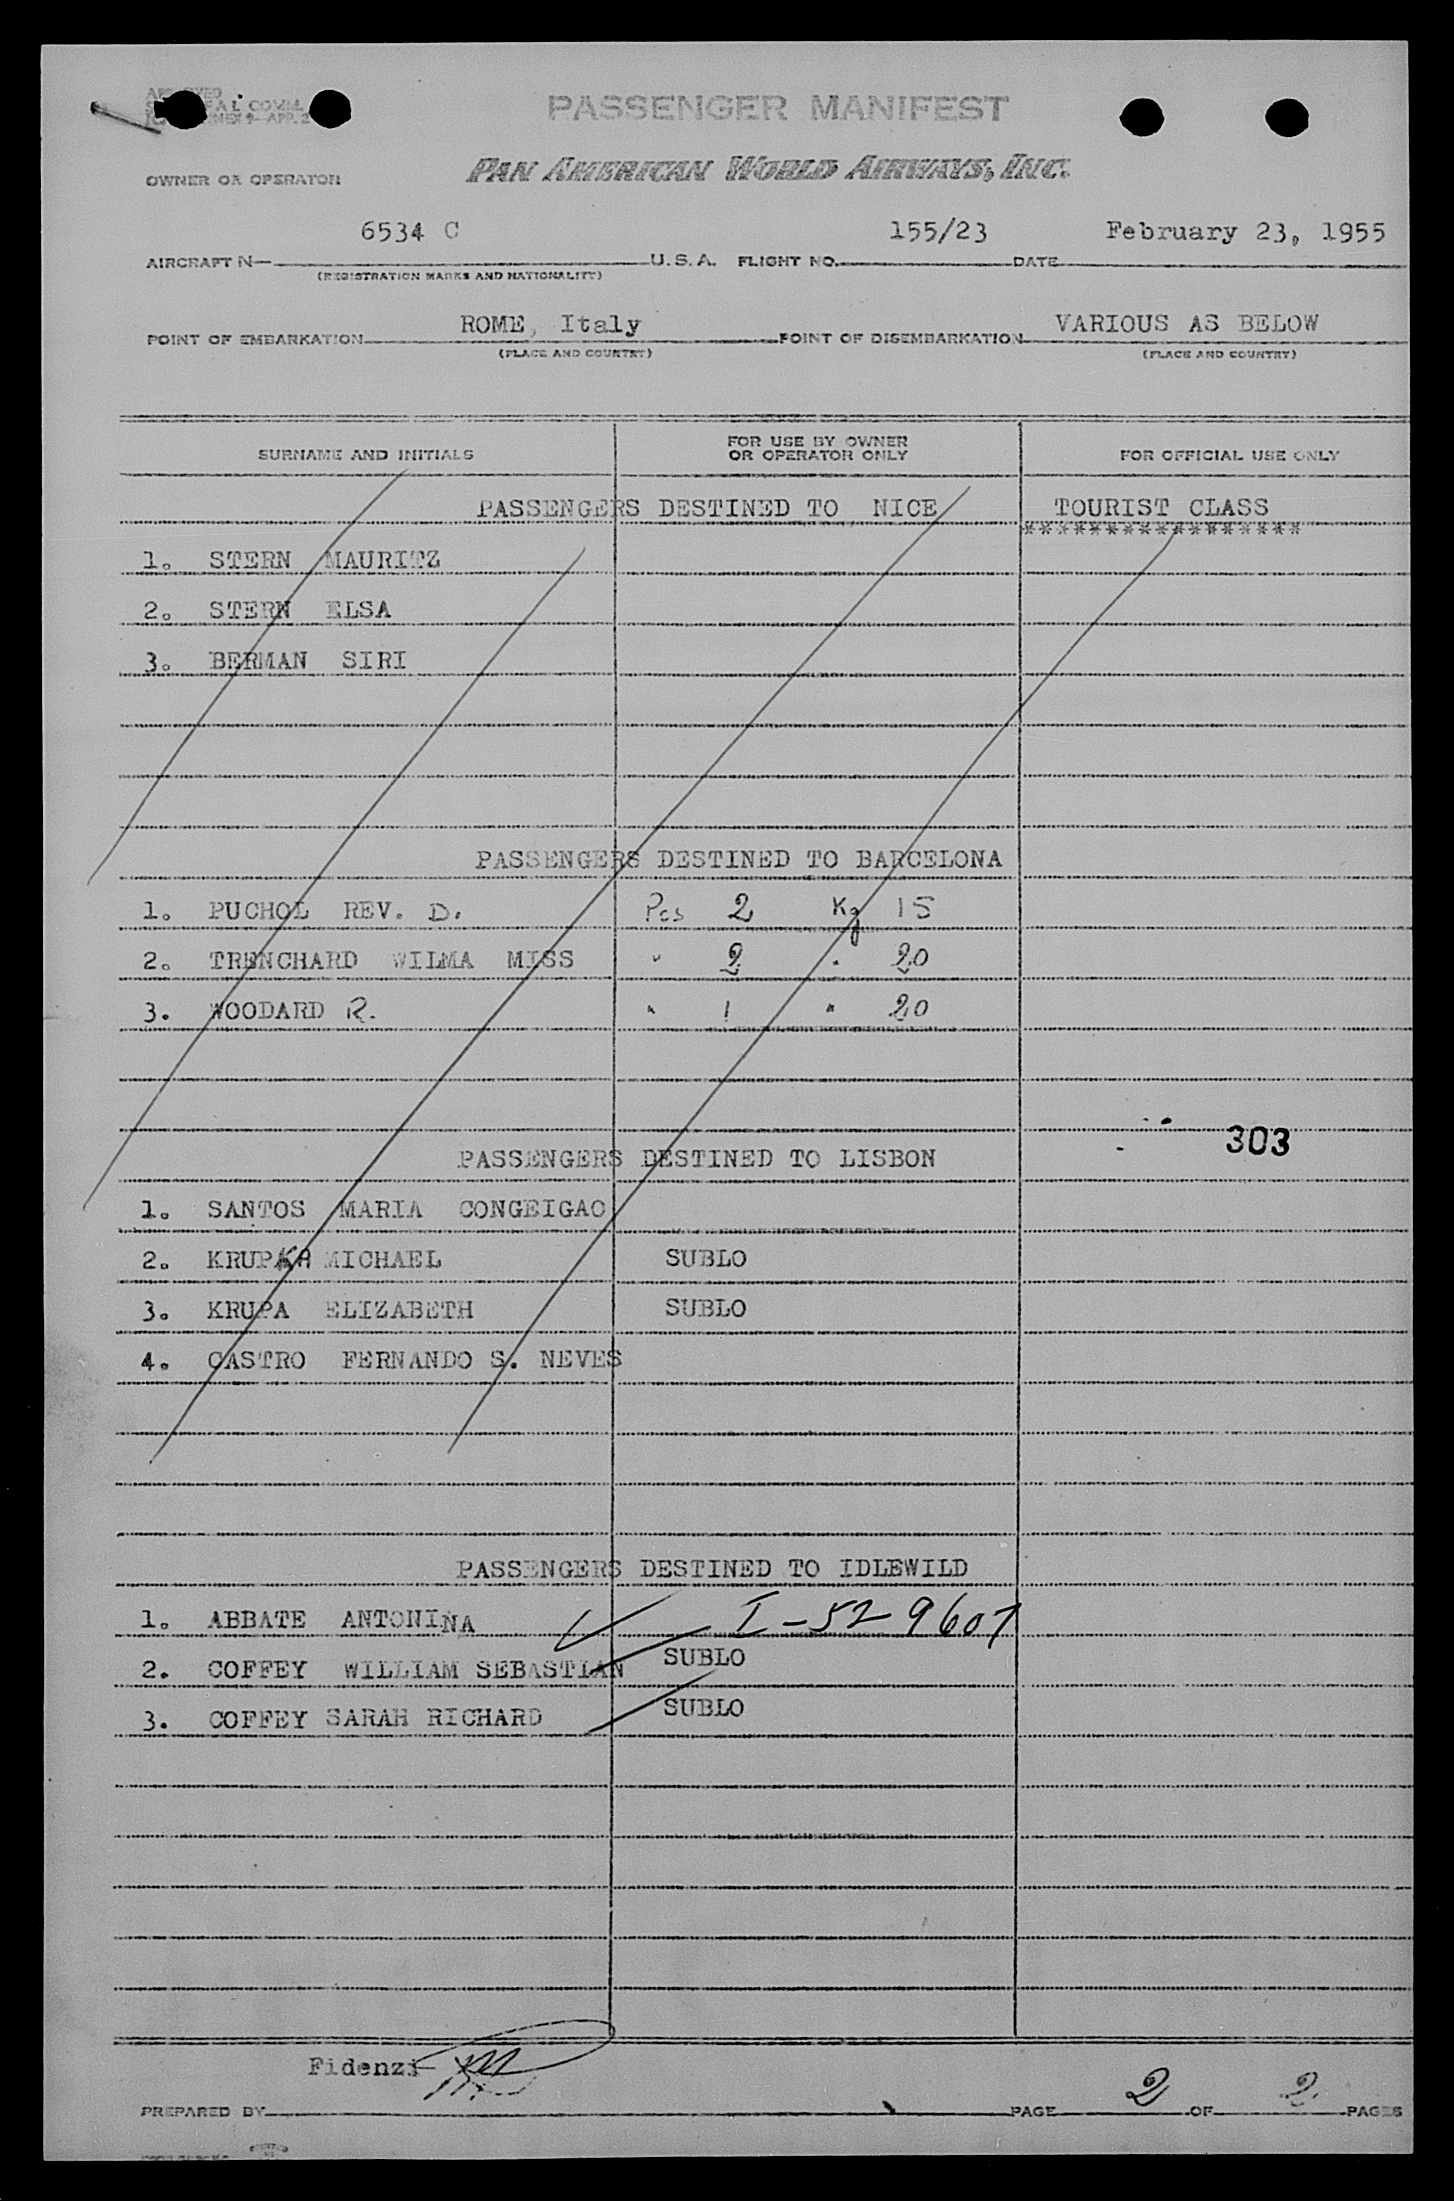 PASSENGER MANIFEST
OWNER OR OPERATOR PAN AMERICAN WORLD AIRWAYS, INC.
6534 C 155/23 February 23, 1955
AIRCRAFT N— U.S.A. FLIGHT NO. DATE
(REGISTRATION MARKS AND NATIONALITY)
ROME, Italy VARIOUS AS BELOW
POINT OF EMBARKATION POINT OF DISEMBARKATION
(PLACE AND COUNTRY) (PLACE AND COUNTRY)
SURNAME AND INITIALS FOR USE BY OWNER OR OPERATOR ONLY FOR OFFICIAL USE ONLY
PASSENGERS DESTINED TO NICE TOURIST CLASS
*****************
1. STERN MAURITZ
2. STERN ELSA
3. BERMAN SIRI
PASSENGERS DESTINED TO BARCELONA
1. PUCHOL REV. D. Pcs 2 Kg 15
2. TRENCHARD WILMA MISS " 2 " 20
3. WOODARD R. " 1 " 20
303
PASSENGERS DESTINED TO LISBON
1. SANTOS MARIA CONGEIGAO
2. KRUPKA MICHAEL SUBLO
3. KRUPA ELIZABETH SUBLO
4. CASTRO FERNANDO S. NEVES
PASSENGERS DESTINED TO IDLEWILD
1. ABBATE ANTONINA I-529607
2. COFFEY WILLIAM SEBASTIAN SUBLO
3. COFFEY SARAH RICHARD SUBLO
Fidenzi
PREPARED BY PAGE 2 OF 2 PAGES